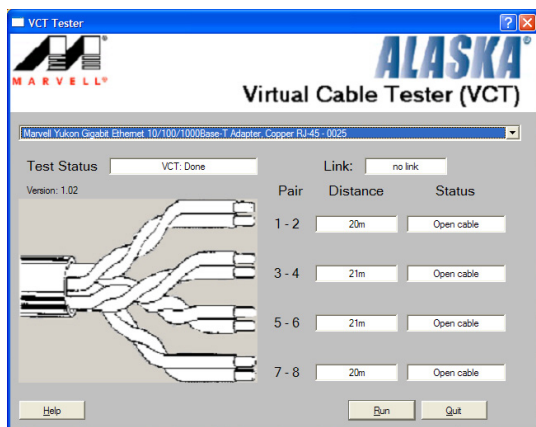 VCT Tester
MARVELL®
ALASKA®
Virtual Cable Tester (VCT)
Marvell Yukon Gigabit Ethernet 10/100/1000Base-T Adapter, Copper RJ-45 - 0025
Test Status VCT: Done Link: no link
Version: 1.02
Pair Distance Status
1 - 2 20m Open cable
3 - 4 21m Open cable
5 - 6 21m Open cable
7 - 8 20m Open cable
Help Run Quit